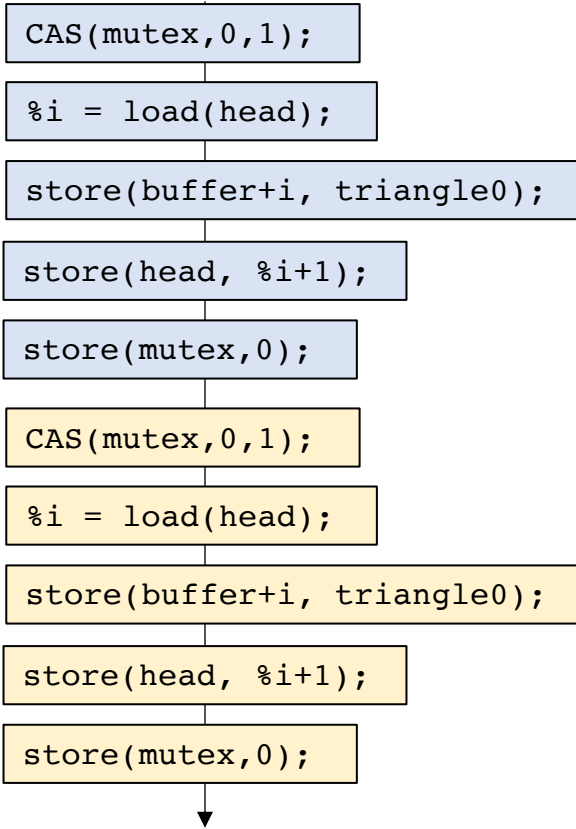 CAS(mutex,0,1);
%i = load(head);
store(buffer+i, triangle0);
store(head, %i+1);
store(mutex,0);
CAS(mutex,0,1);
%i = load(head);
store(buffer+i, triangle0);
store(head, %i+1);
store(mutex,0);